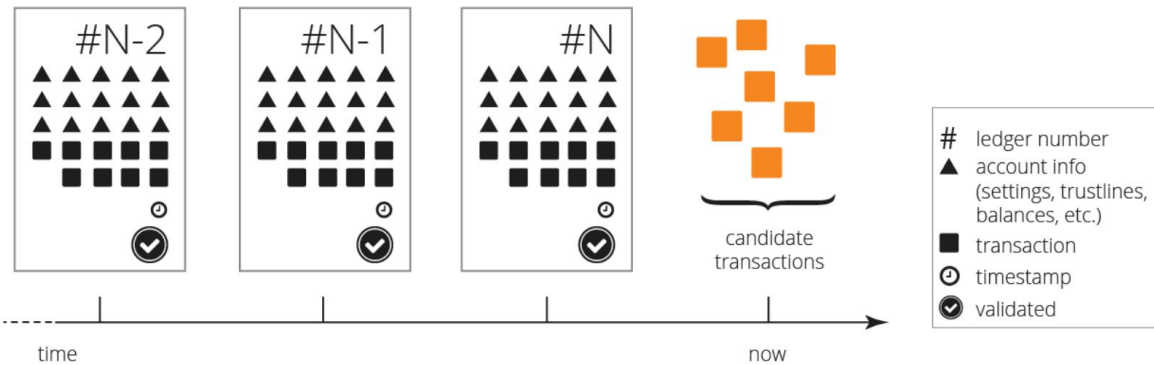 #N-2
#N-1
#N
candidate
transactions
time
now
# ledger number
account info
(settings, trustlines,
balances, etc.)
transaction
timestamp
validated